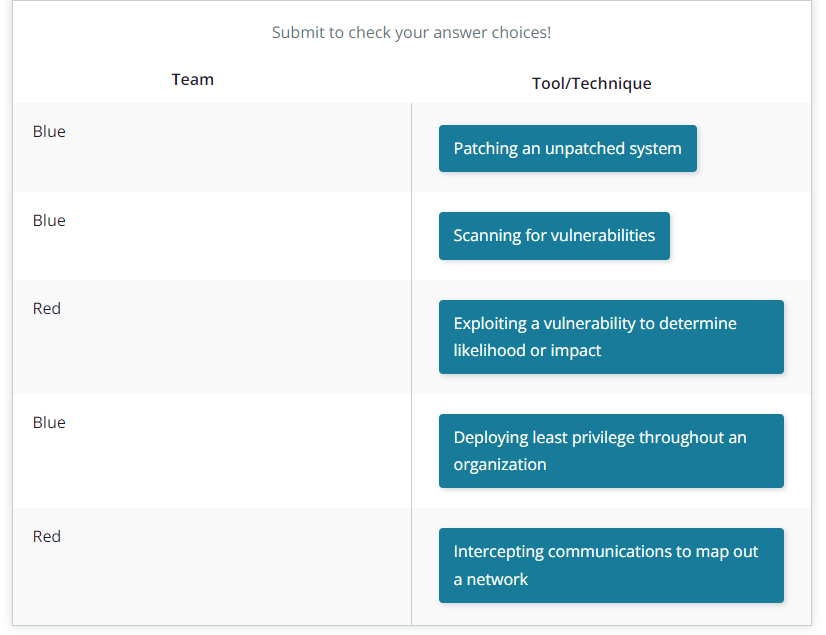 Submit to check your answer choices!
Team
Tool/Technique
Blue
Patching an unpatched system
Blue
Scanning for vulnerabilities
Red
Exploiting a vulnerability to determine
likelihood or impact
Blue
Deploying least privilege throughout an
organization
Red
Intercepting communications to map out
a network